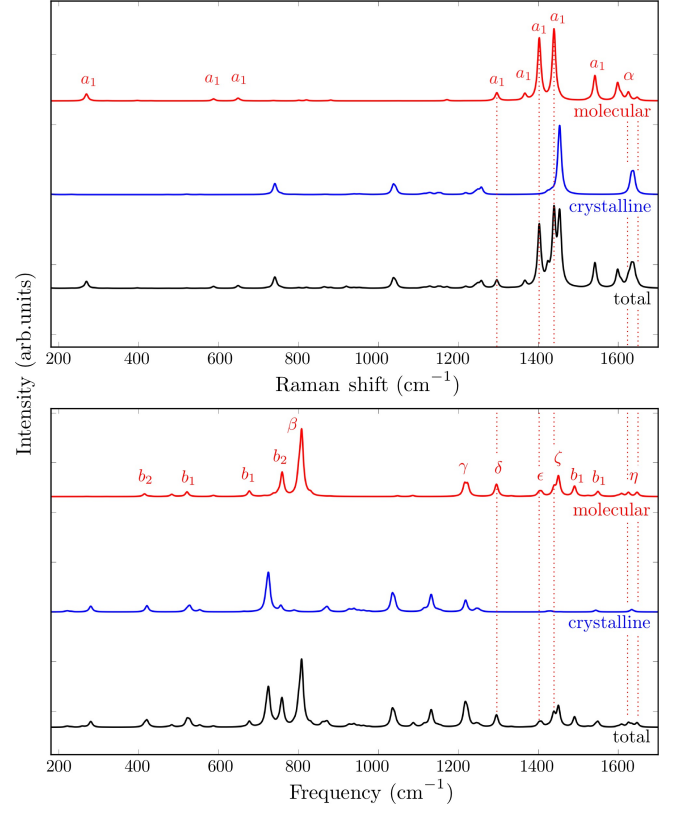 a₁ a₁ a₁ a₁ a₁ a₁ a₁ a₁ α
molecular
crystalline
total
200 400 600 800 1000 1200 1400 1600
Raman shift (cm⁻¹)
Intensity (arb.units)
b₂ b₁ b₁ b₂ β γ δ ϵ ζ b₁ b₁ η
molecular
crystalline
total
200 400 600 800 1000 1200 1400 1600
Frequency (cm⁻¹)